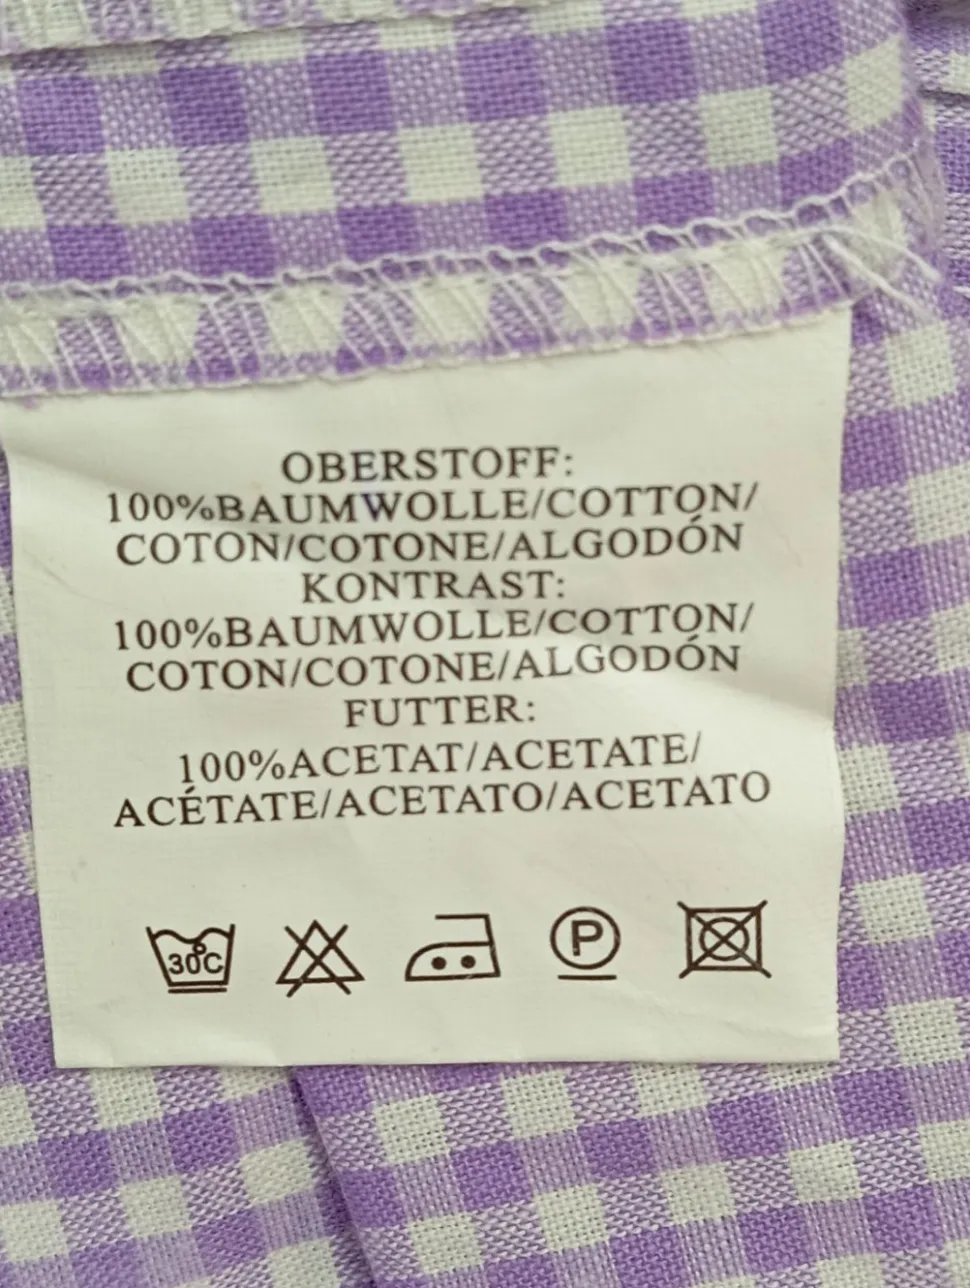 OBERSTOFF:
100%BAUMWOLLE/COTTON/
COTON/COTONE/ALGODÓN
KONTRAST:
100%BAUMWOLLE/COTTON/
COTON/COTONE/ALGODÓN
FUTTER:
100%ACETAT/ACETATE/
ACÉTATE/ACETATO/ACETATO
30°C P